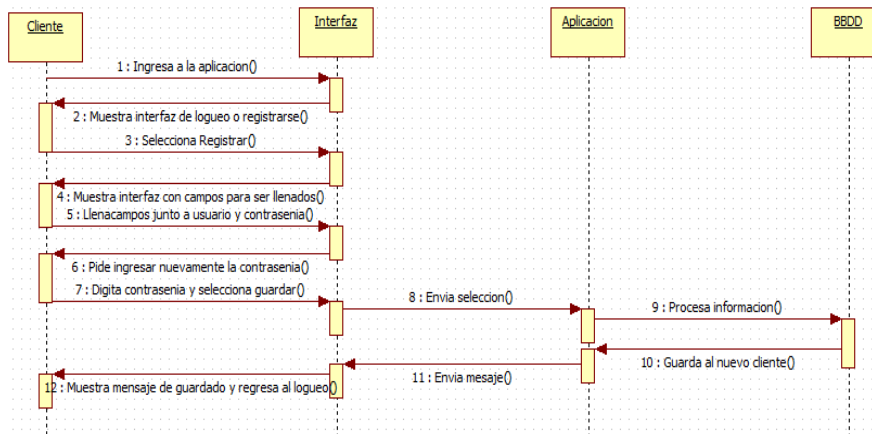 Cliente
Interfaz
Aplicacion
BBDD
1 : Ingresa a la aplicacion()
2 : Muestra interfaz de logueo o registrarse()
3 : Selecciona Registrar()
4 : Muestra interfaz con campos para ser llenados()
5 : Llenacampos junto a usuario y contrasenia()
6 : Pide ingresar nuevamente la contrasenia()
7 : Digita contrasenia y selecciona guardar()
8 : Envia seleccion()
9 : Procesa informacion()
10 : Guarda al nuevo cliente()
11 : Envia mesaje()
12 : Muestra mensaje de guardado y regresa al logueo()